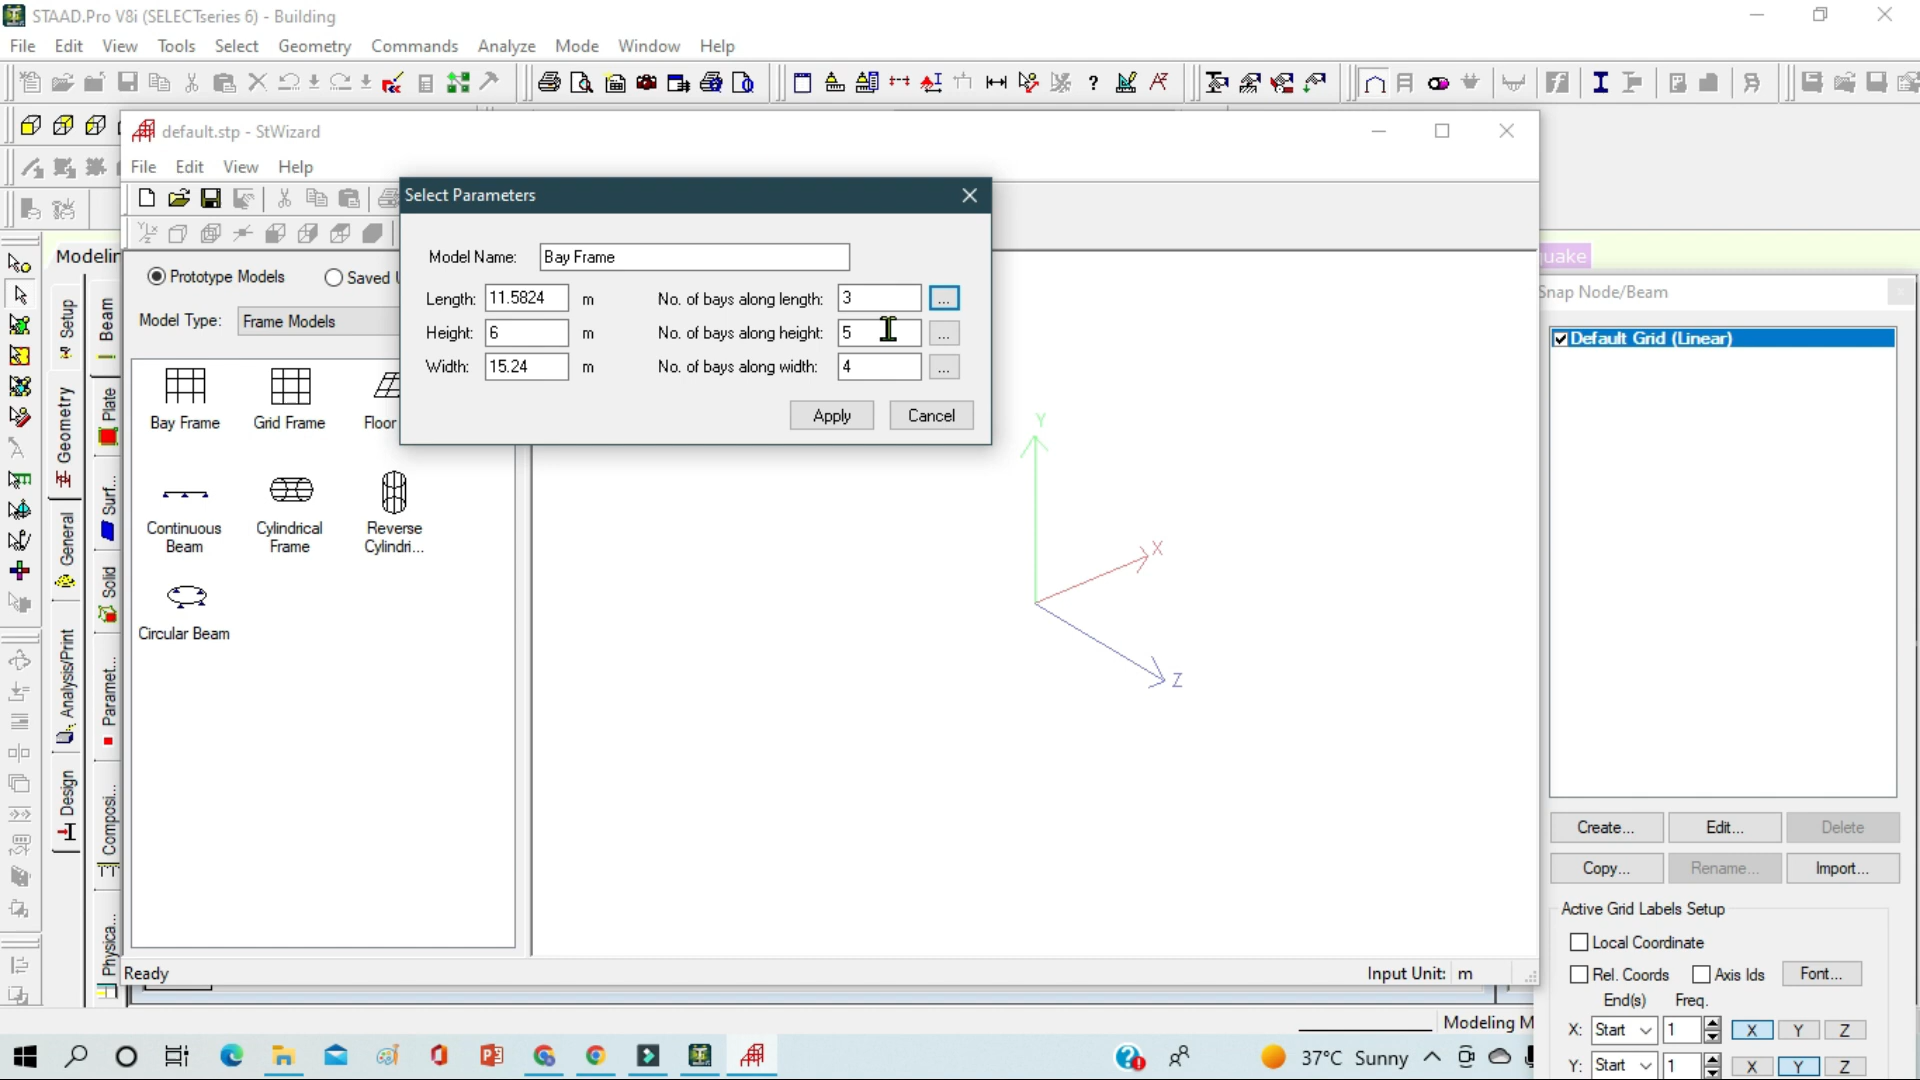 STAAD.Pro V8i (SELECTseries 6) - Building
File Edit View Tools Select Geometry Commands Analyze Mode Window Help
default.stp - StWizard
File Edit View Help
Select Parameters
Model Name: Bay Frame
Length: 11.5824 m No. of bays along length: 3 ...
Height: 6 m No. of bays along height: 5 ...
Width: 15.24 m No. of bays along width: 4 ...
Apply Cancel
Prototype Models Saved
Model Type: Frame Models
Bay Frame Grid Frame Floor
Continuous Beam
Cylindrical Frame
Reverse Cylindri...
Circular Beam
Y
X
Z
Ready
Input Unit: m
Setup
Geometry
General
Analysis/Print
Design
Beam
Plate
Surf...
Solid
Paramet...
Composi...
Physica...
Snap Node/Beam
Default Grid (Linear)
Create... Edit... Delete
Copy... Rename... Import...
Active Grid Labels Setup
Local Coordinate
Rel. Coords Axis Ids Font...
End(s) Freq.
X: Start 1 X Y Z
Y: Start 1 X Y Z
37°C Sunny